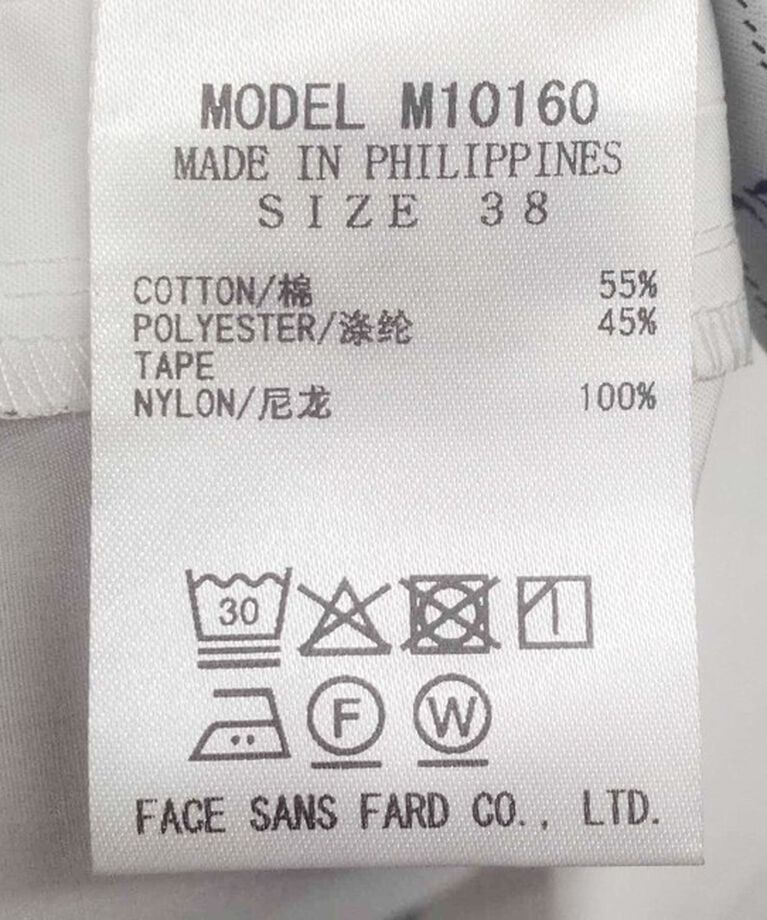 MODEL M10160
MADE IN PHILIPPINES
SIZE 38
COTTON/棉 55%
POLYESTER/涤纶 45%
TAPE
NYLON/尼龙 100%
30
F W
FACE SANS FARD CO., LTD.